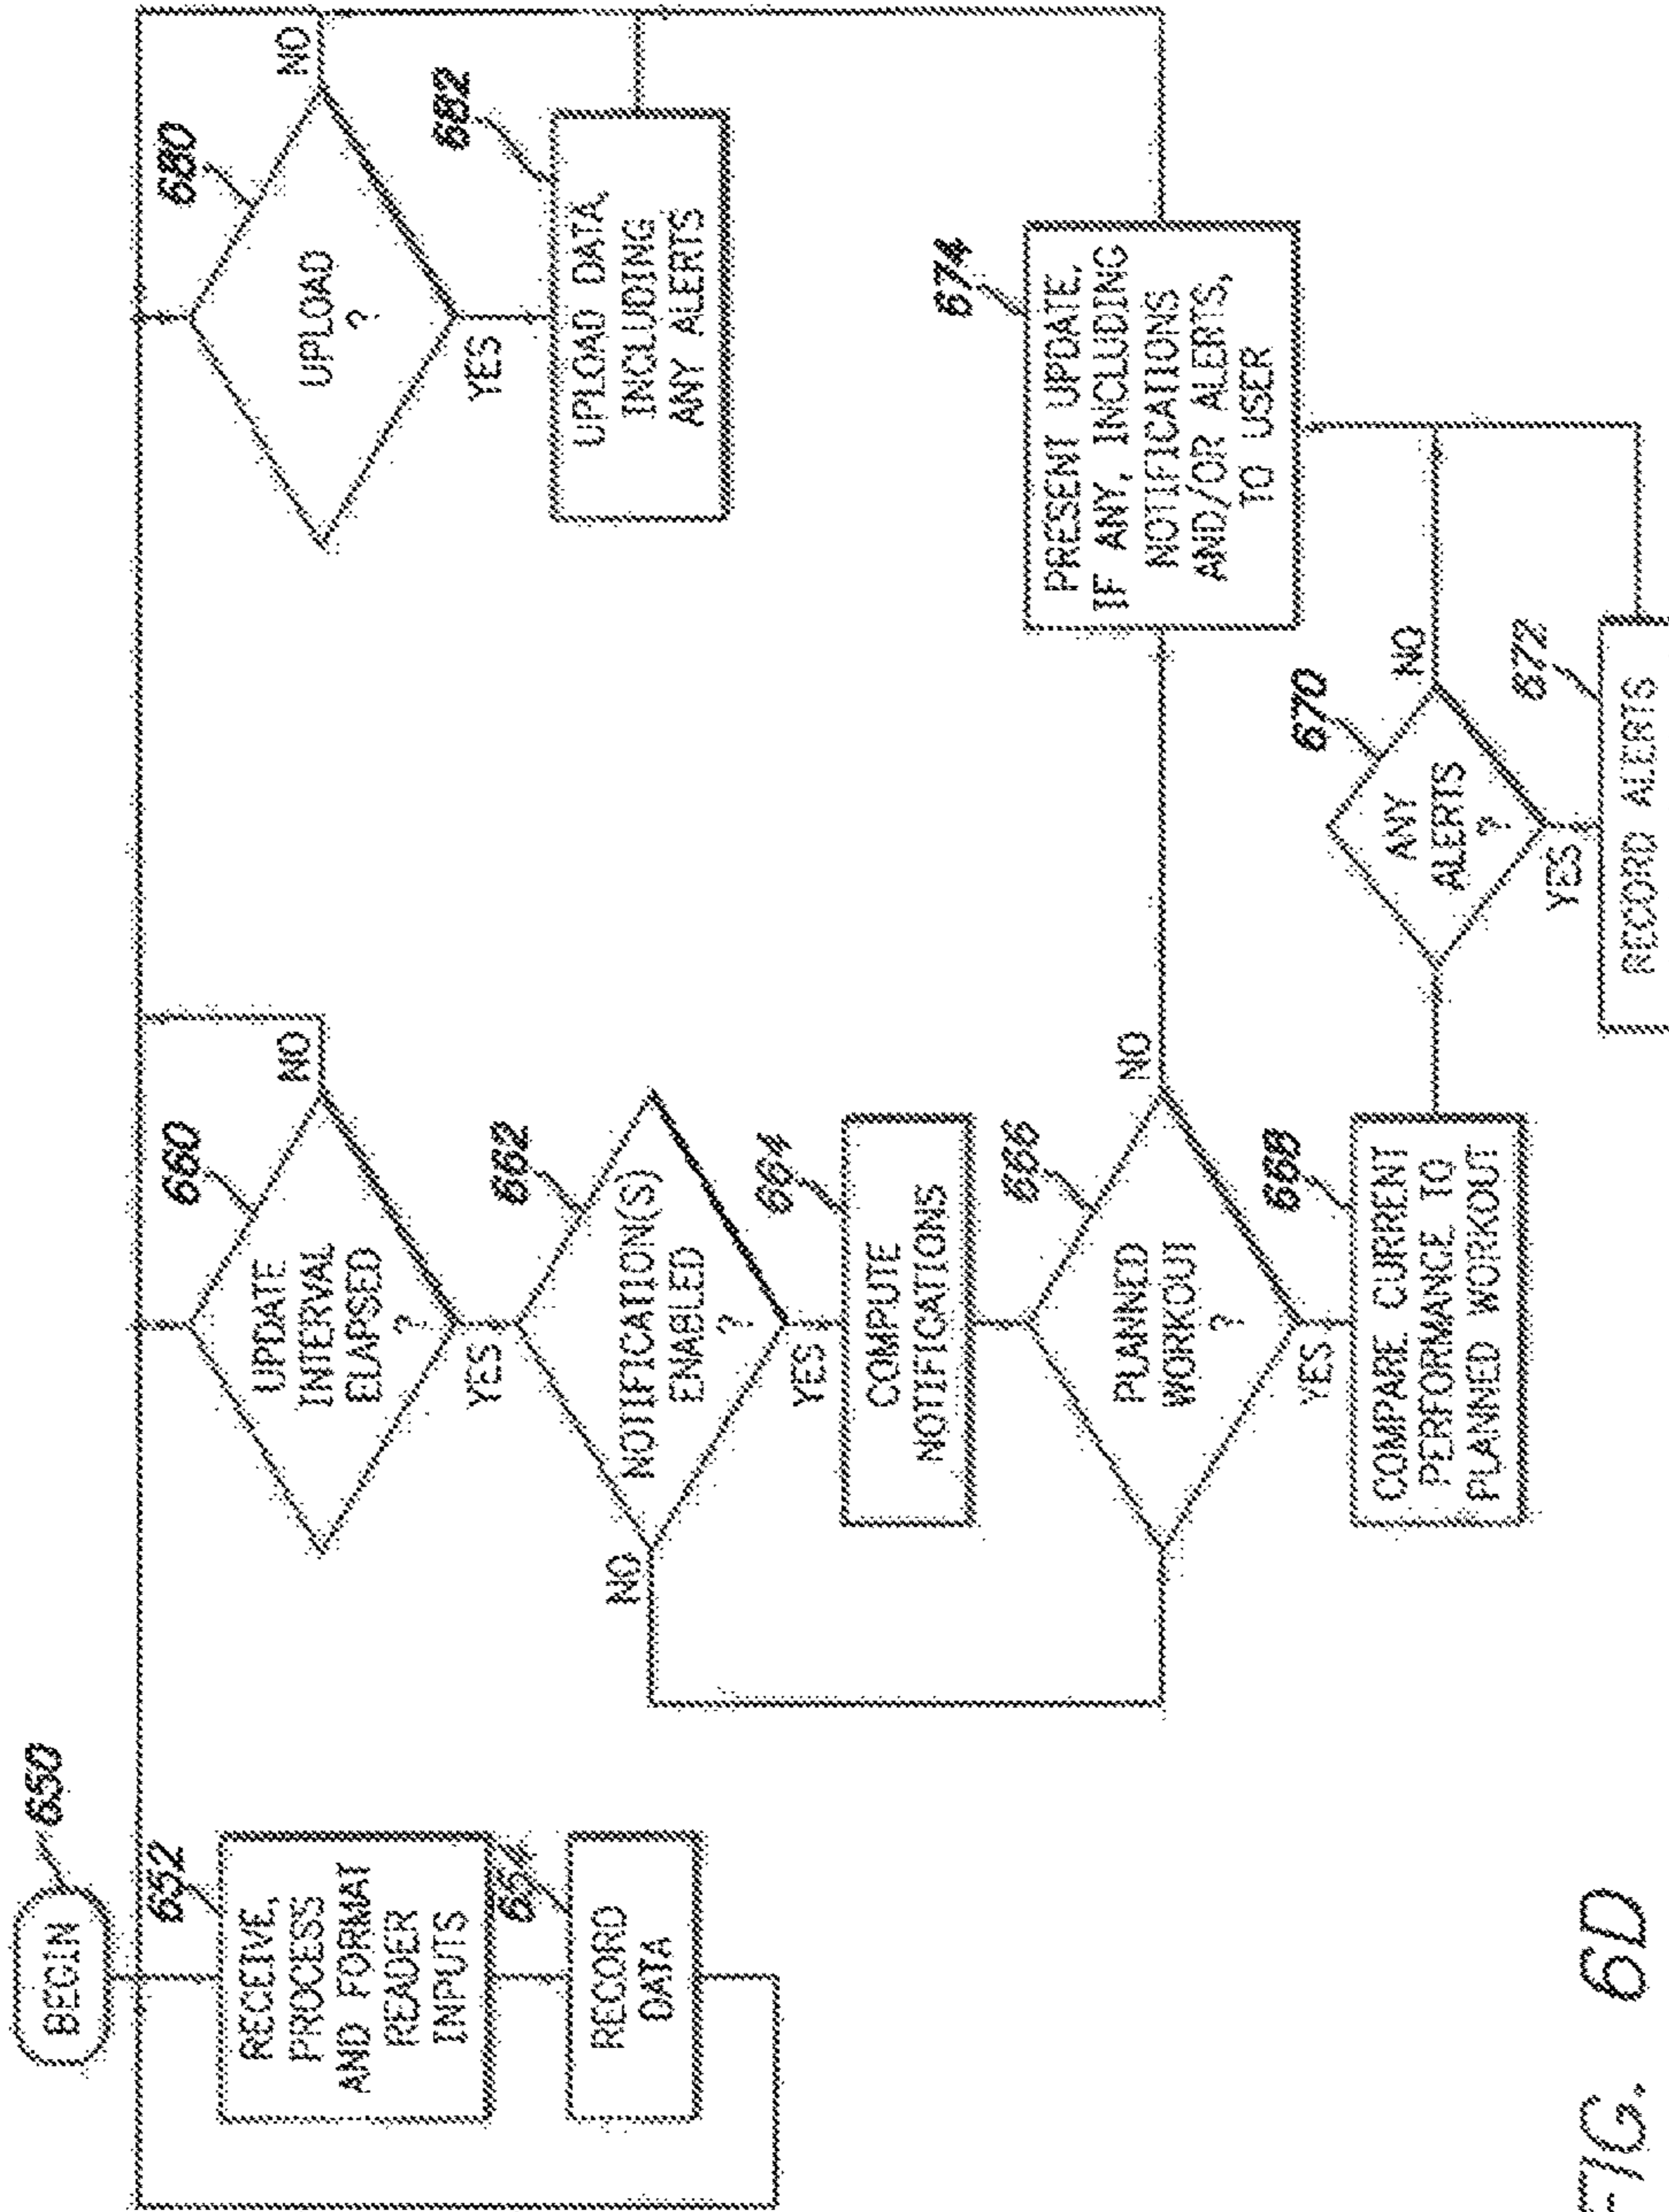 BEGIN
650
652
RECEIVE,
PROCESS
AND FORMAT
READER
INPUTS
654
RECORD
DATA
660
UPDATE
INTERVAL
ELAPSED
?
NO
YES
662
NOTIFICATION(S)
ENABLED
?
NO
YES
664
COMPUTE
NOTIFICATIONS
666
PLANNED
WORKOUT
?
NO
YES
668
COMPARE CURRENT
PERFORMANCE TO
PLANNED WORKOUT
670
ANY
ALERTS
?
NO
YES
672
RECORD ALERTS
674
PRESENT UPDATE,
IF ANY, INCLUDING
NOTIFICATIONS
AND/OR ALERTS,
TO USER
680
UPLOAD
?
NO
YES
682
UPLOAD DATA,
INCLUDING
ANY ALERTS
FIG. 6D